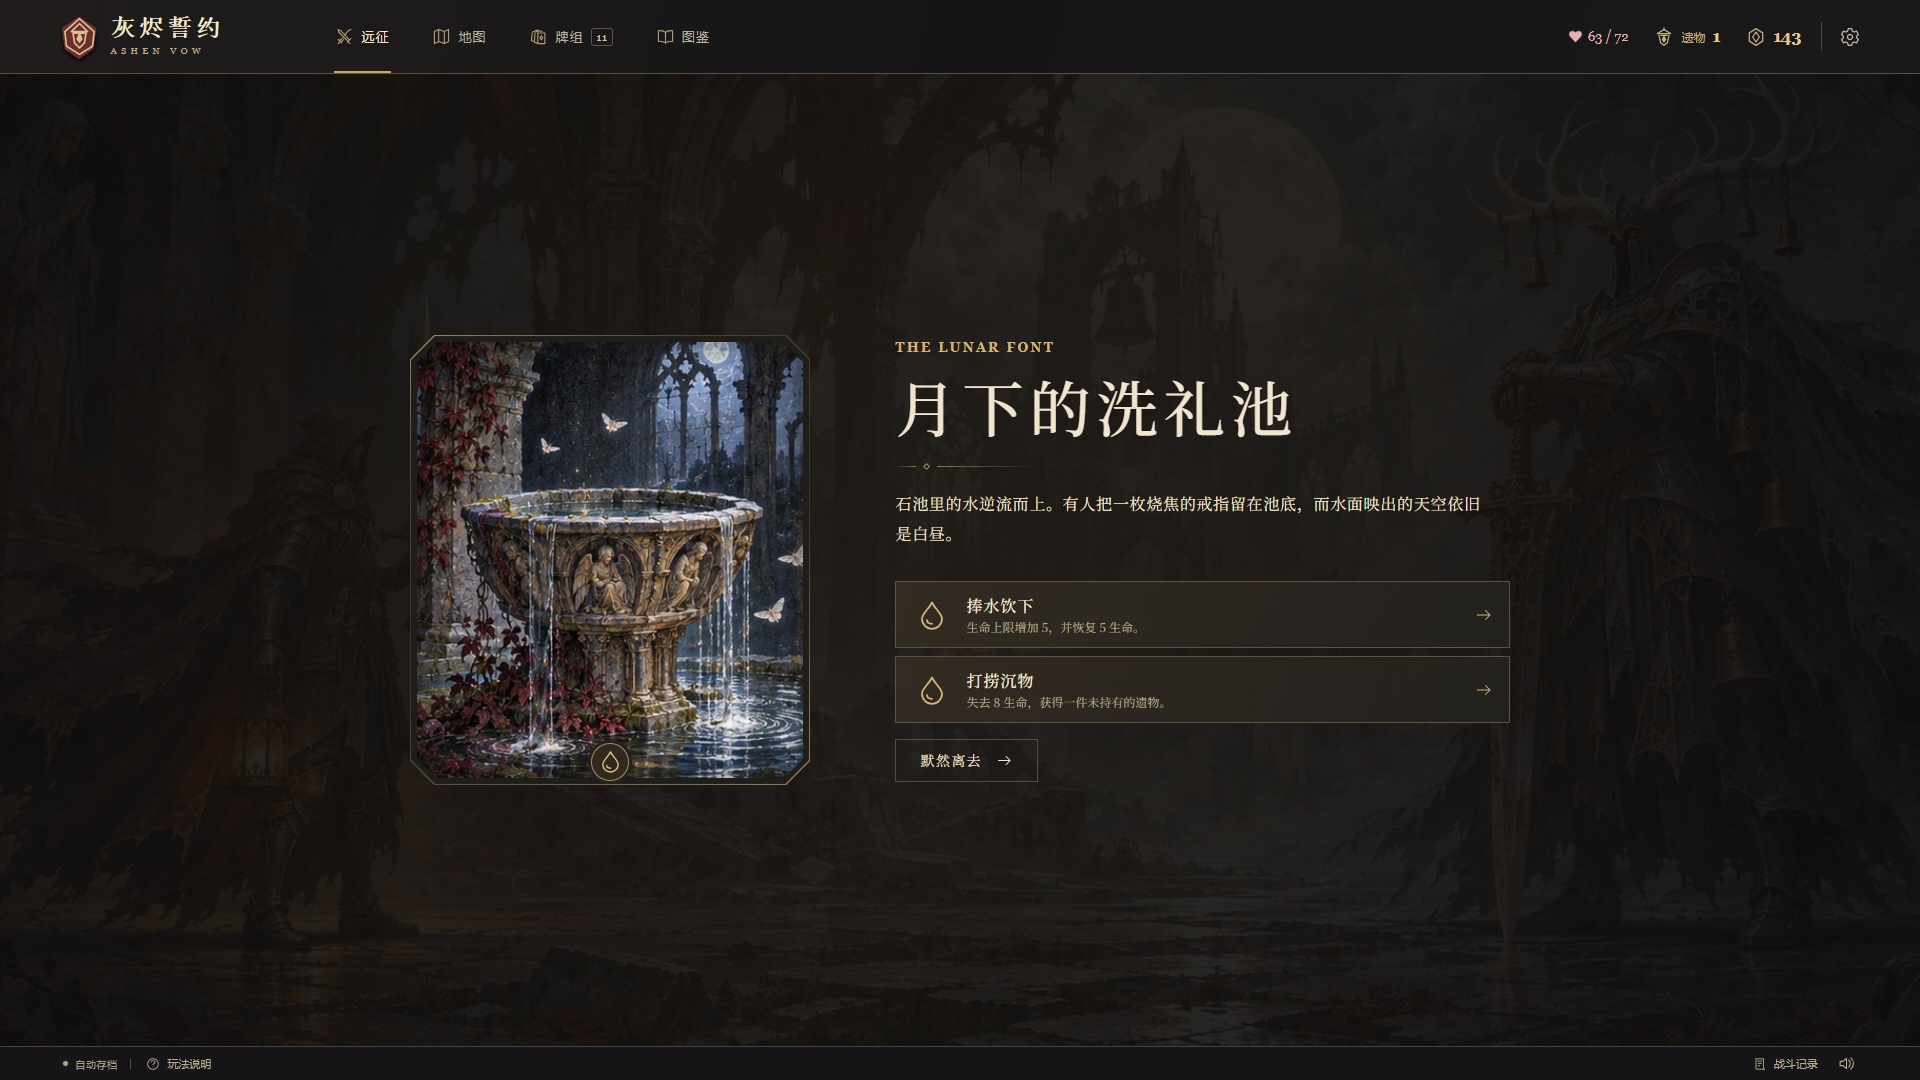 灰烬誓约
ASHEN VOW
远征
地图
牌组 11
图鉴
63 / 72
遗物 1
143
THE LUNAR FONT
月下的洗礼池
石池里的水逆流而上。有人把一枚烧焦的戒指留在池底，而水面映出的天空依旧
是白昼。
捧水饮下
生命上限增加 5，并恢复 5 生命。
打捞沉物
失去 8 生命，获得一件未持有的遗物。
默然离去
自动存档
玩法说明
战斗记录